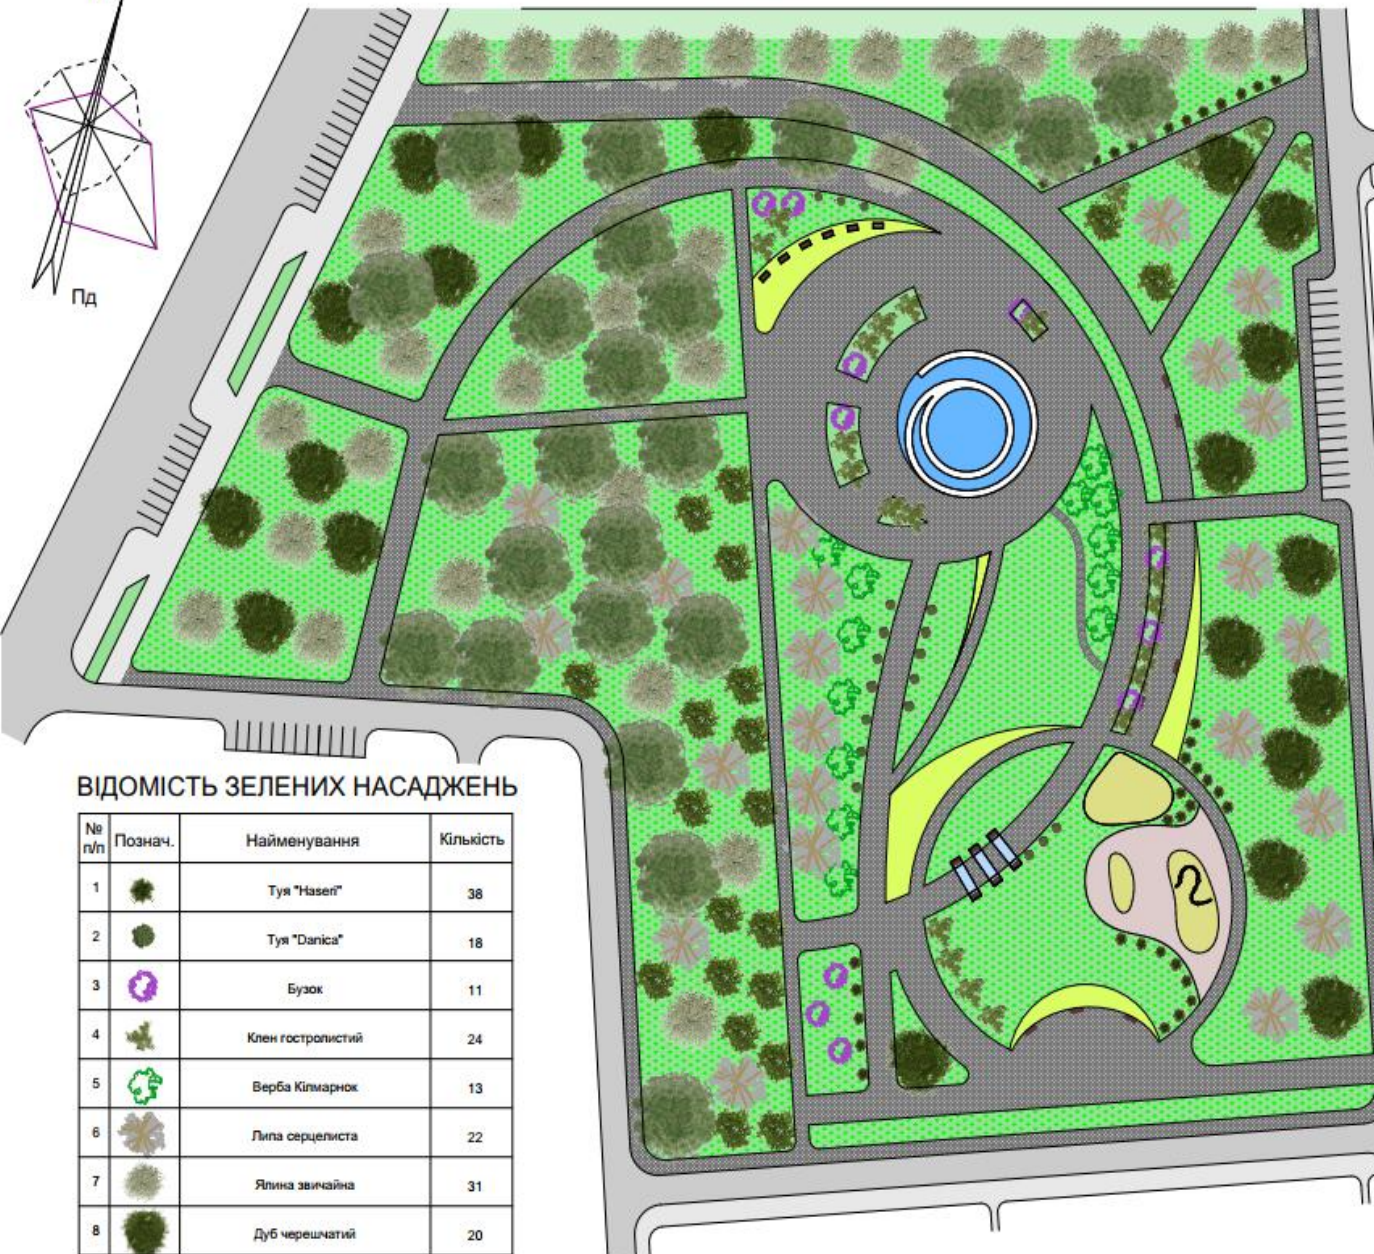 Пд
ВІДОМІСТЬ ЗЕЛЕНИХ НАСАДЖЕНЬ
№ п/п Познач. Найменування Кількість
1 Туя "Haseri" 38
2 Туя "Danica" 18
3 Бузок 11
4 Клен гостролистий 24
5 Верба Кілмарнок 13
6 Липа серцелиста 22
7 Ялина звичайна 31
8 Дуб черешчатий 20